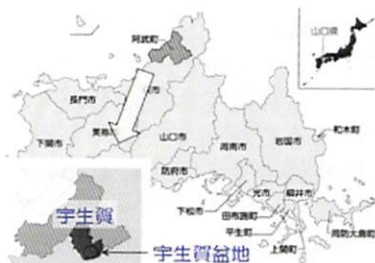 山口県
阿武町
長門市
市
美祢
山口市
下関市
周南市
岩国市
和木町
防府市
光市
柳井市
下松市
田布施町
平生町
周防大島町
上関町
宇生賀
宇生賀盆地